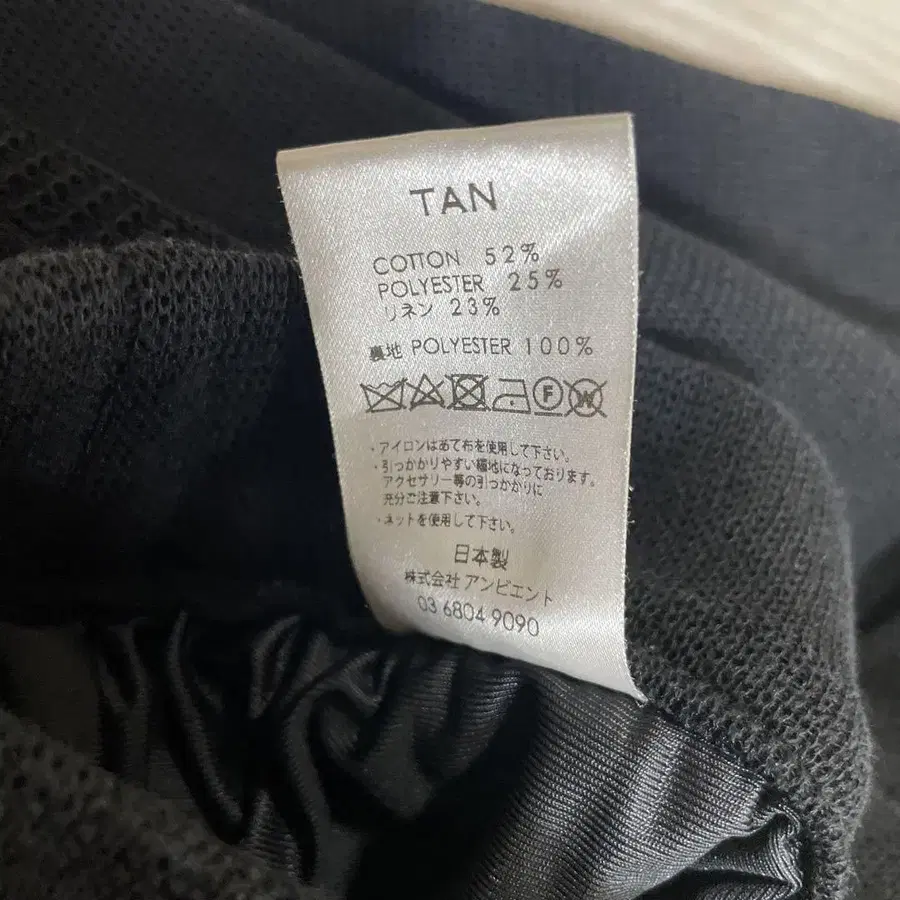 TAN
COTTON 52%
POLYESTER 25%
リネン 23%
裏地 POLYESTER 100%
F W
・アイロンはあて布を使用して下さい。
・引っかかりやすい編地になっております。
アクセサリー等の引っかかりに
充分ご注意下さい。
・ネットを使用して下さい。
日本製
株式会社 アンビエント
03 6804 9090